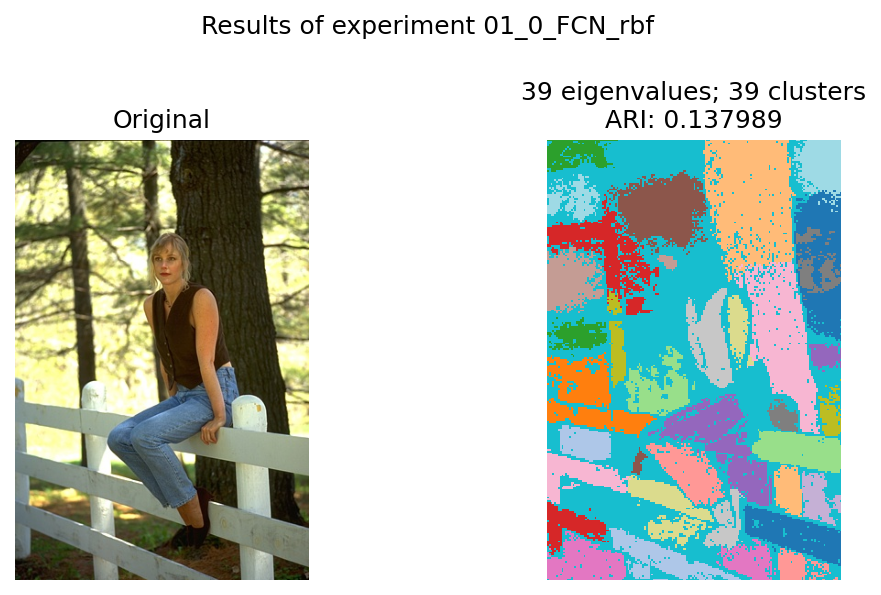 Results of experiment 01_0_FCN_rbf
Original
39 eigenvalues; 39 clusters
ARI: 0.137989